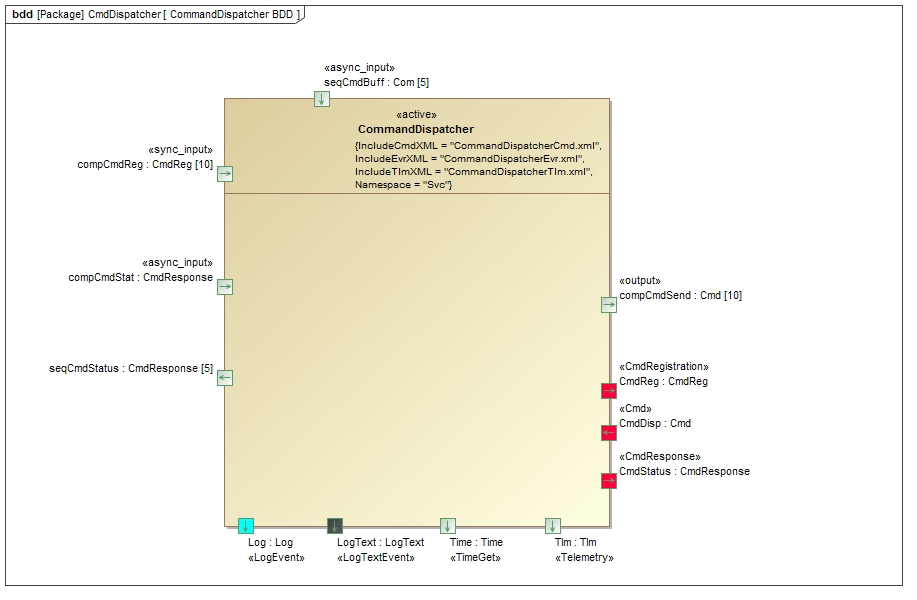 bdd [Package] CmdDispatcher [ CommandDispatcher BDD ]
«async_input»
seqCmdBuff : Com [5]
«active»
CommandDispatcher
{IncludeCmdXML = "CommandDispatcherCmd.xml",
IncludeEvrXML = "CommandDispatcherEvr.xml",
IncludeTlmXML = "CommandDispatcherTlm.xml",
Namespace = "Svc"}
«sync_input»
compCmdReg : CmdReg [10]
«async_input»
compCmdStat : CmdResponse
«output»
compCmdSend : Cmd [10]
seqCmdStatus : CmdResponse [5]
«CmdRegistration»
CmdReg : CmdReg
«Cmd»
CmdDisp : Cmd
«CmdResponse»
CmdStatus : CmdResponse
Log : Log
«LogEvent»
LogText : LogText
«LogTextEvent»
Time : Time
«TimeGet»
Tlm : Tlm
«Telemetry»